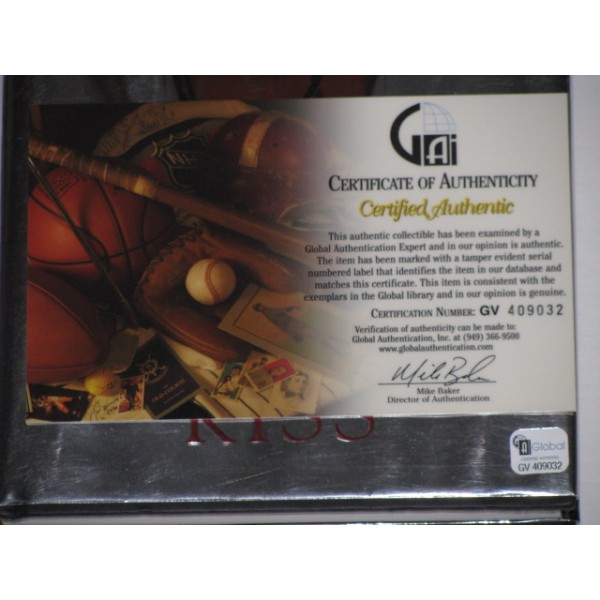 GAi
CERTIFICATE OF AUTHENTICITY
Certified Authentic
This authentic collectible has been examined by a
Global Authentication Expert and in our opinion is authentic.
The item has been marked with a tamper evident serial
numbered label that identifies the item in our database and
matches this certificate. This item is consistent with the
exemplars in the Global library and in our opinion is genuine.
CERTIFICATION NUMBER: GV 409032
Verification of authenticity can be made to:
Global Authentication, Inc. at (949) 366-9500
www.globalauthentication.com
Mike Baker
Mike Baker
Director of Authentication
KISS
GAi Global
GV 409032